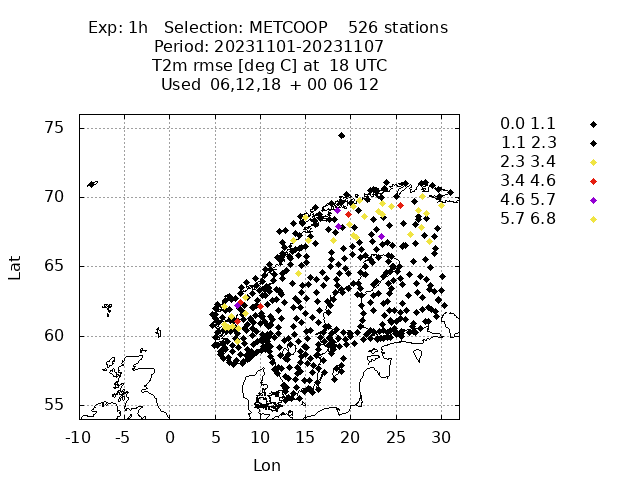 Exp: 1h Selection: METCOOP 526 stations
Period: 20231101-20231107
T2m rmse [deg C] at 18 UTC
Used 06,12,18 + 00 06 12
0.0 1.1
1.1 2.3
2.3 3.4
3.4 4.6
4.6 5.7
5.7 6.8
75
70
65
60
55
Lat
-10 -5 0 5 10 15 20 25 30
Lon